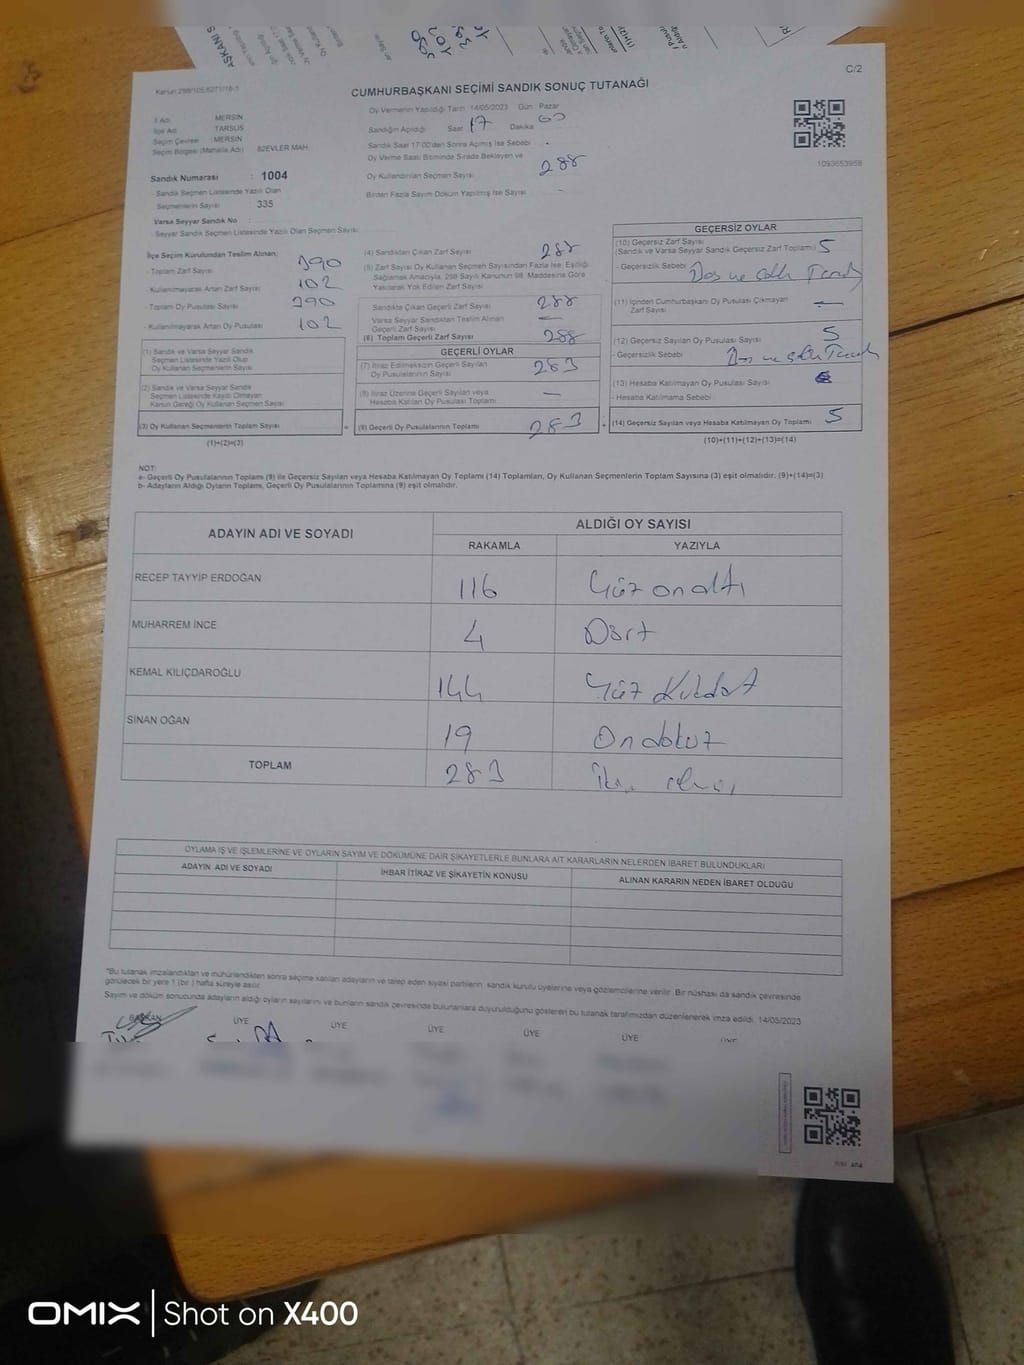 C/2
Kanun 298/105,6271/16-1
CUMHURBAŞKANI SEÇİMİ SANDIK SONUÇ TUTANAĞI
İl Adı : MERSİN
İlçe Adı : TARSUS
Seçim Çevresi : MERSİN
Seçim Bölgesi (Mahalle Adı) : 82EVLER MAH
Sandık Numarası : 1004
Sandık Seçmen Listesinde Yazılı Olan
Seçmenlerin Sayısı : 335
Varsa Seyyar Sandık No :
Seyyar Sandık Seçmen Listesinde Yazılı Olan Seçmen Sayısı:
Oy Vermenin Yapıldığı Tarih :14/05/2023 Gün : Pazar
Sandığın Açıldığı Saat 17 Dakika
Sandık Saat 17:00'den Sonra Açılmış İse Sebebi
Oy Verme Saati Bitiminde Sırada Bekleyen ve
Oy Kullandırılan Seçmen Sayısı 288
Birden Fazla Sayım Döküm Yapılmış İse Sayısı -
1093653958
İlçe Seçim Kurulundan Teslim Alınan;
- Toplam Zarf Sayısı 390
- Kullanılmayarak Artan Zarf Sayısı 102
- Toplam Oy Pusulası Sayısı 390
- Kullanılmayarak Artan Oy Pusulası 102
(1) Sandık ve Varsa Seyyar Sandık
Seçmen Listesinde Yazılı Olup
Oy Kullanan Seçmenlerin Sayısı
(2) Sandık ve Varsa Seyyar Sandık
Seçmen Listesinde Kaydı Olmayan
Kanun Gereği Oy Kullanan Seçmen Sayısı
(3) Oy Kullanan Seçmenlerin Toplam Sayısı
(1)+(2)=(3)
(4) Sandıktan Çıkan Zarf Sayısı 288
(5) Zarf Sayısı Oy Kullanan Seçmen Sayısından Fazla İse, Eşitliği
Sağlamak Amacıyla, 298 Sayılı Kanunun 98. Maddesine Göre
Yakılarak Yok Edilen Zarf Sayısı
Sandıkta Çıkan Geçerli Zarf Sayısı 288
Varsa Seyyar Sandıktan Teslim Alınan
Geçerli Zarf Sayısı -
(6) Toplam Geçerli Zarf Sayısı 288
GEÇERLİ OYLAR
(7) İtiraz Edilmeksizin Geçerli Sayılan
Oy Pusulalarının Sayısı 283
(8) İtiraz Üzerine Geçerli Sayılan veya
Hesaba Katılan Oy Pusulası Toplamı -
= (9) Geçerli Oy Pusulalarının Toplamı 283
GEÇERSİZ OYLAR
(10) Geçersiz Zarf Sayısı
(Sandık ve Varsa Seyyar Sandık Geçersiz Zarf Toplamı) 5
- Geçersizlik Sebebi
(11) İçinden Cumhurbaşkanı Oy Pusulası Çıkmayan
Zarf Sayısı -
(12) Geçersiz Sayılan Oy Pusulası Sayısı 5
- Geçersizlik Sebebi
(13) Hesaba Katılmayan Oy Pusulası Sayısı
- Hesaba Katılmama Sebebi
+ (14) Geçersiz Sayılan veya Hesaba Katılmayan Oy Toplamı 5
(10)+(11)+(12)+(13)=(14)
NOT:
a- Geçerli Oy Pusulalarının Toplamı (9) ile Geçersiz Sayılan veya Hesaba Katılmayan Oy Toplamı (14) Toplamları, Oy Kullanan Seçmenlerin Toplam Sayısına (3) eşit olmalıdır. (9)+(14)=(3)
b- Adayların Aldığı Oyların Toplamı, Geçerli Oy Pusulalarının Toplamına (9) eşit olmalıdır.
ADAYIN ADI VE SOYADI ALDIĞI OY SAYISI
RAKAMLA YAZIYLA
RECEP TAYYİP ERDOĞAN 116 Yüz onaltı
MUHARREM İNCE 4 Dört
KEMAL KILIÇDAROĞLU 144 Yüz Kırkdört
SİNAN OĞAN 19 Ondokuz
TOPLAM 283
OYLAMA İŞ VE İŞLEMLERİNE VE OYLARIN SAYIM VE DÖKÜMÜNE DAİR ŞİKAYETLERLE BUNLARA AİT KARARLARIN NELERDEN İBARET BULUNDUKLARI
ADAYIN ADI VE SOYADI İHBAR İTİRAZ VE ŞİKAYETİN KONUSU ALINAN KARARIN NEDEN İBARET OLDUĞU
*Bu tutanak imzalandıktan ve mühürlendikten sonra seçime katılan adayların ve talep eden siyasi partilerin sandık kurulu üyelerine veya gözlemcilerine verilir. Bir nüshası da sandık çevresinde
görülecek bir yere 1 (bir) hafta süreyle asılır.
Sayım ve döküm sonucunda adayların aldığı oyların sayılarını ve bunların sandık çevresinde bulunanlara duyurulduğunu gösteren bu tutanak tarafımızdan düzenlenerek imza edildi. 14/05/2023
BAŞKAN ÜYE ÜYE ÜYE ÜYE ÜYE ÜYE
OMIX | Shot on X400